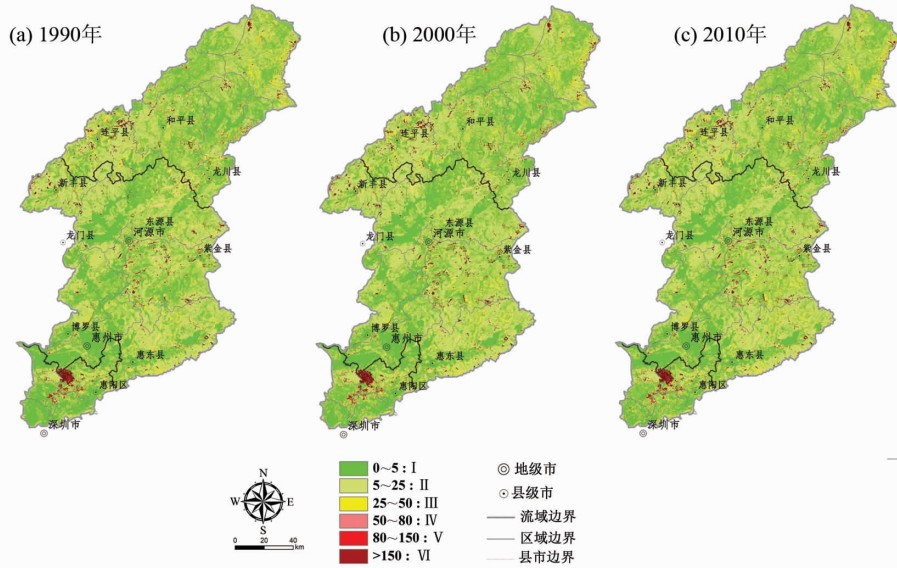 (a) 1990年
(b) 2000年
(c) 2010年
连平县
和平县
新丰县
龙川县
龙门县
东源县
河源市
紫金县
博罗县
惠州市
惠东县
惠阳区
深圳市
连平县
和平县
新丰县
龙川县
龙门县
东源县
河源市
紫金县
博罗县
惠州市
惠东县
惠阳区
深圳市
连平县
和平县
新丰县
龙川县
龙门县
东源县
河源市
紫金县
博罗县
惠州市
惠东县
惠阳区
深圳市
N
W E
S
0 20 40
km
0~5 : Ⅰ
5~25 : Ⅱ
25~50 : Ⅲ
50~80 : Ⅳ
80~150 : Ⅴ
>150 : Ⅵ
地级市
县级市
流域边界
区域边界
县市边界